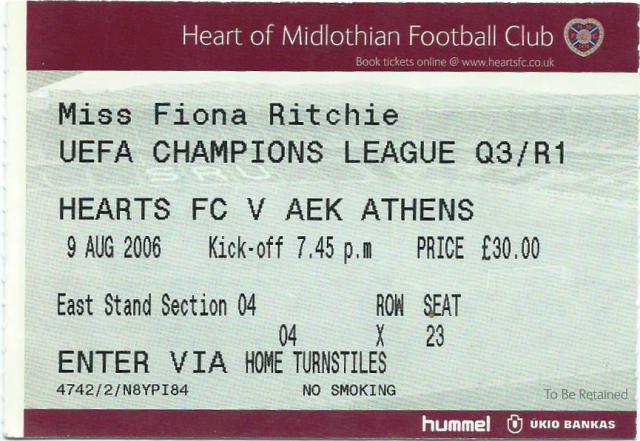 Heart of Midlothian Football Club
Book tickets online @ www.heartsfc.co.uk
Miss Fiona Ritchie
UEFA CHAMPIONS LEAGUE Q3/R1
SRU
HEARTS FC V AEK ATHENS
9 AUG 2006 Kick-off 7.45 p.m PRICE £30.00
East Stand Section 04 ROW SEAT
04 X 23
ENTER VIA HOME TURNSTILES
4742/2/N8YPI84 NO SMOKING
To Be Retained
hummel ŪKIO BANKAS